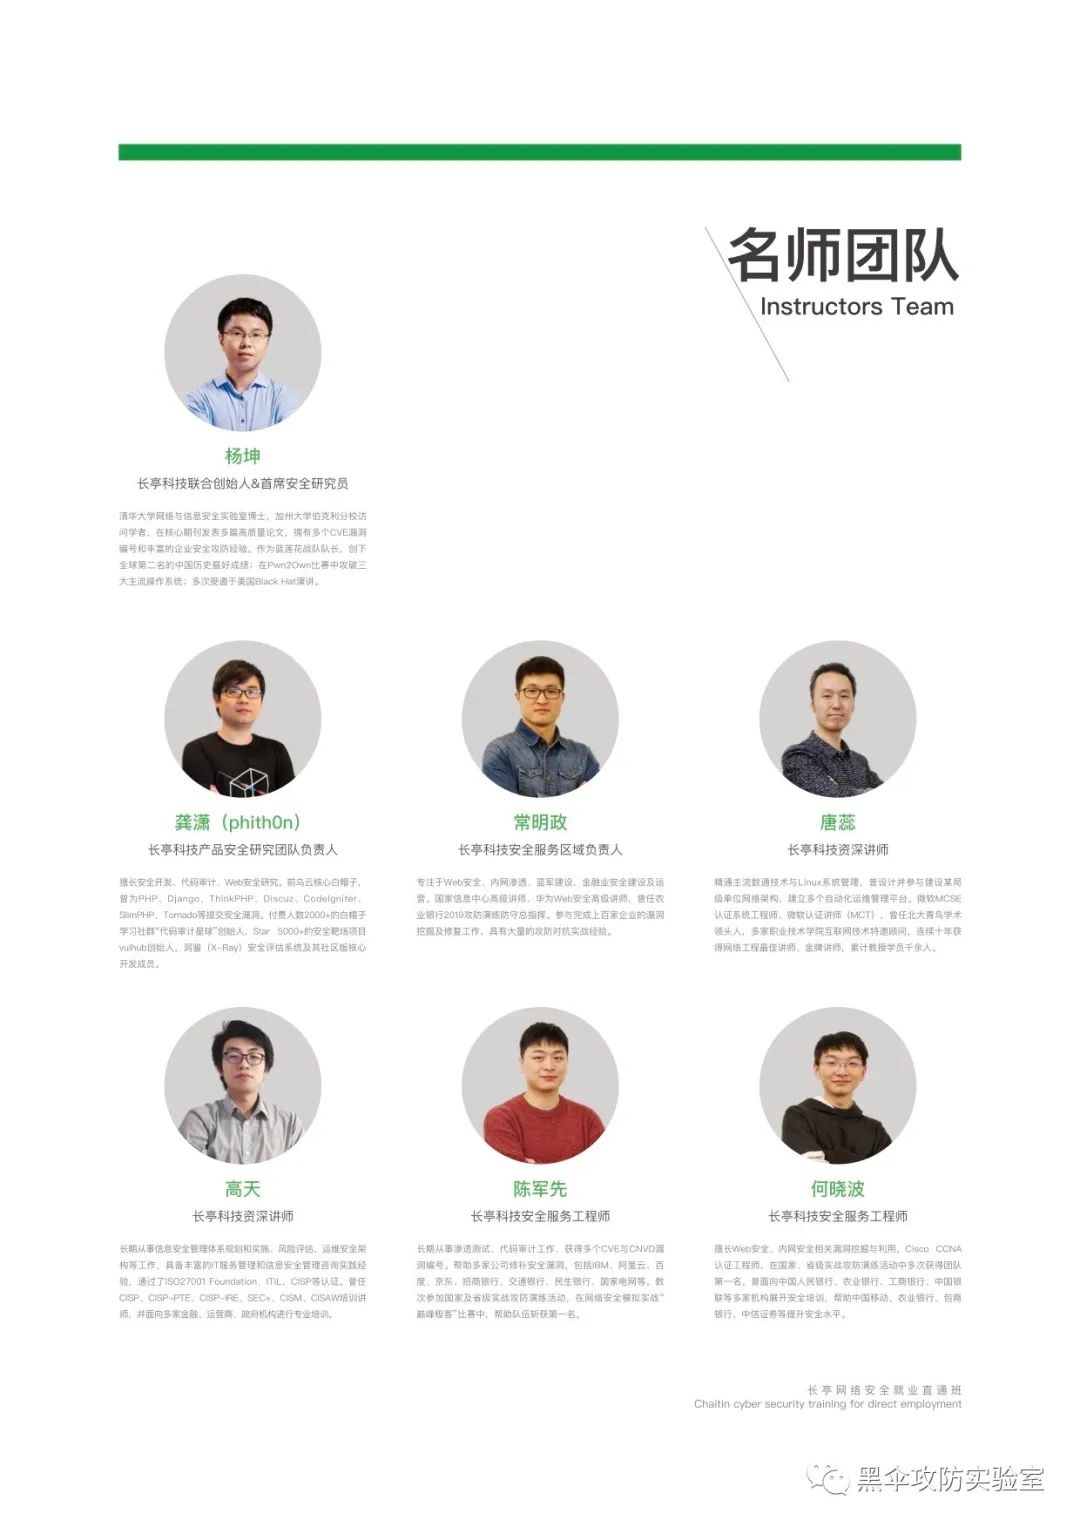 名师团队
Instructors Team
杨坤
长亭科技联合创始人&首席安全研究员
清华大学网络与信息安全实验室博士，加州大学伯克利分校访
问学者，在核心期刊发表多篇高质量论文，拥有多个CVE漏洞
编号和丰富的企业安全攻防经验。作为蓝莲花战队队长，创下
全球第二名的中国历史最好成绩；在Pwn2Own比赛中攻破三
大主流操作系统；多次受邀于美国Black Hat演讲。
龚潇（phith0n）
长亭科技产品安全研究团队负责人
擅长安全开发、代码审计、Web安全研究。前乌云核心白帽子，
曾为PHP、Django、ThinkPHP、Discuz、CodeIgniter、
SlimPHP、Tornado等提交安全漏洞。付费人数2000+的白帽子
学习社群“代码审计星球”创始人，Star 5000+的安全靶场项目
vulhub创始人，洞鉴（X-Ray）安全评估系统及其社区版核心
开发成员。
常明政
长亭科技安全服务区域负责人
专注于Web安全、内网渗透、蓝军建设、金融业安全建设及运
营。国家信息中心高级讲师、华为Web安全高级讲师，曾任农
业银行2019攻防演练防守总指挥。参与完成上百家企业的漏洞
挖掘及修复工作，具有大量的攻防对抗实战经验。
唐蕊
长亭科技资深讲师
精通主流数通技术与Linux系统管理，曾设计并参与建设某局
级单位网络架构，建立多个自动化运维管理平台。微软MCSE
认证系统工程师、微软认证讲师（MCT），曾任北大青鸟学术
领头人，多家职业技术学院互联网技术特邀顾问，连续十年获
得网络工程最佳讲师、金牌讲师，累计教授学员千余人。
高天
长亭科技资深讲师
长期从事信息安全管理体系规划和实施、风险评估、运维安全架
构等工作，具备丰富的IT服务管理和信息安全管理咨询实践经
验，通过了ISO27001 Foundation、ITIL、CISP等认证。曾任
CISP、CISP-PTE、CISP-IRE、SEC+、CISM、CISAW培训讲
师，并面向多家金融、运营商、政府机构进行专业培训。
陈军先
长亭科技安全服务工程师
长期从事渗透测试、代码审计工作，获得多个CVE与CNVD漏
洞编号。帮助多家公司修补安全漏洞，包括IBM、阿里云、百
度、京东、招商银行、交通银行、民生银行、国家电网等。数
次参加国家及省级实战攻防演练活动，在网络安全模拟实战“
巅峰极客”比赛中，帮助队伍斩获第一名。
何晓波
长亭科技安全服务工程师
擅长Web安全、内网安全相关漏洞挖掘与利用，Cisco CCNA
认证工程师，在国家、省级实战攻防演练活动中多次获得团队
第一名。曾面向中国人民银行、农业银行、工商银行、中国银
联等多家机构展开安全培训，帮助中国移动、农业银行、包商
银行、中信证券等提升安全水平。
长亭网络安全就业直通班
Chaitin cyber security training for direct employment
黑伞攻防实验室